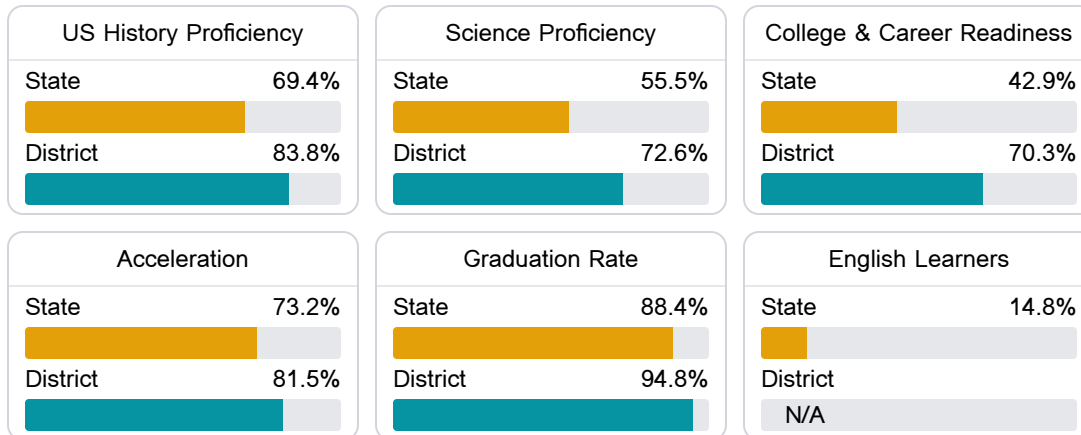 US History Proficiency
State 69.4%
District 83.8%
Science Proficiency
State 55.5%
District 72.6%
College & Career Readiness
State 42.9%
District 70.3%
Acceleration
State 73.2%
District 81.5%
Graduation Rate
State 88.4%
District 94.8%
English Learners
State 14.8%
District
N/A